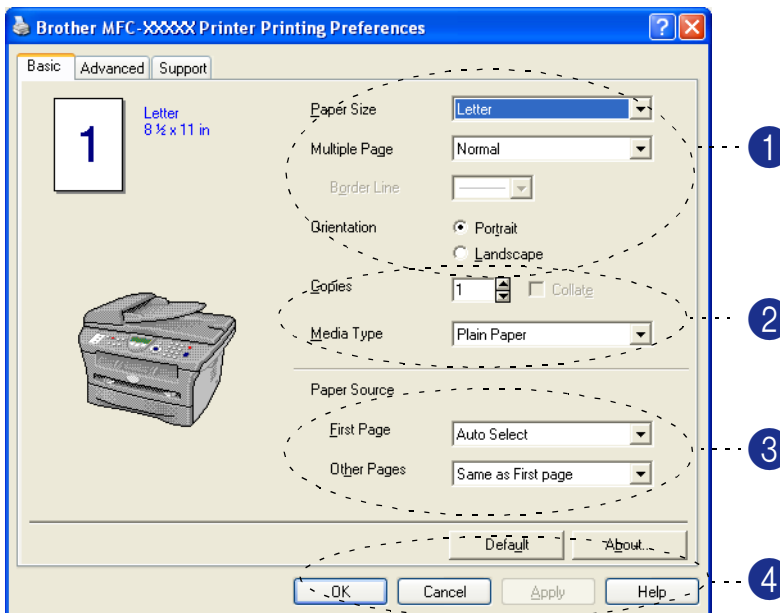 Brother MFC-XXXXX Printer Printing Preferences
Basic Advanced Support
1
Letter
8 ½ x 11 in
Paper Size Letter
Multiple Page Normal
Border Line
Orientation Portrait
Landscape
1
Copies 1 Collate
Media Type Plain Paper
2
Paper Source
First Page Auto Select
Other Pages Same as First page
3
Default About...
OK Cancel Apply Help
4